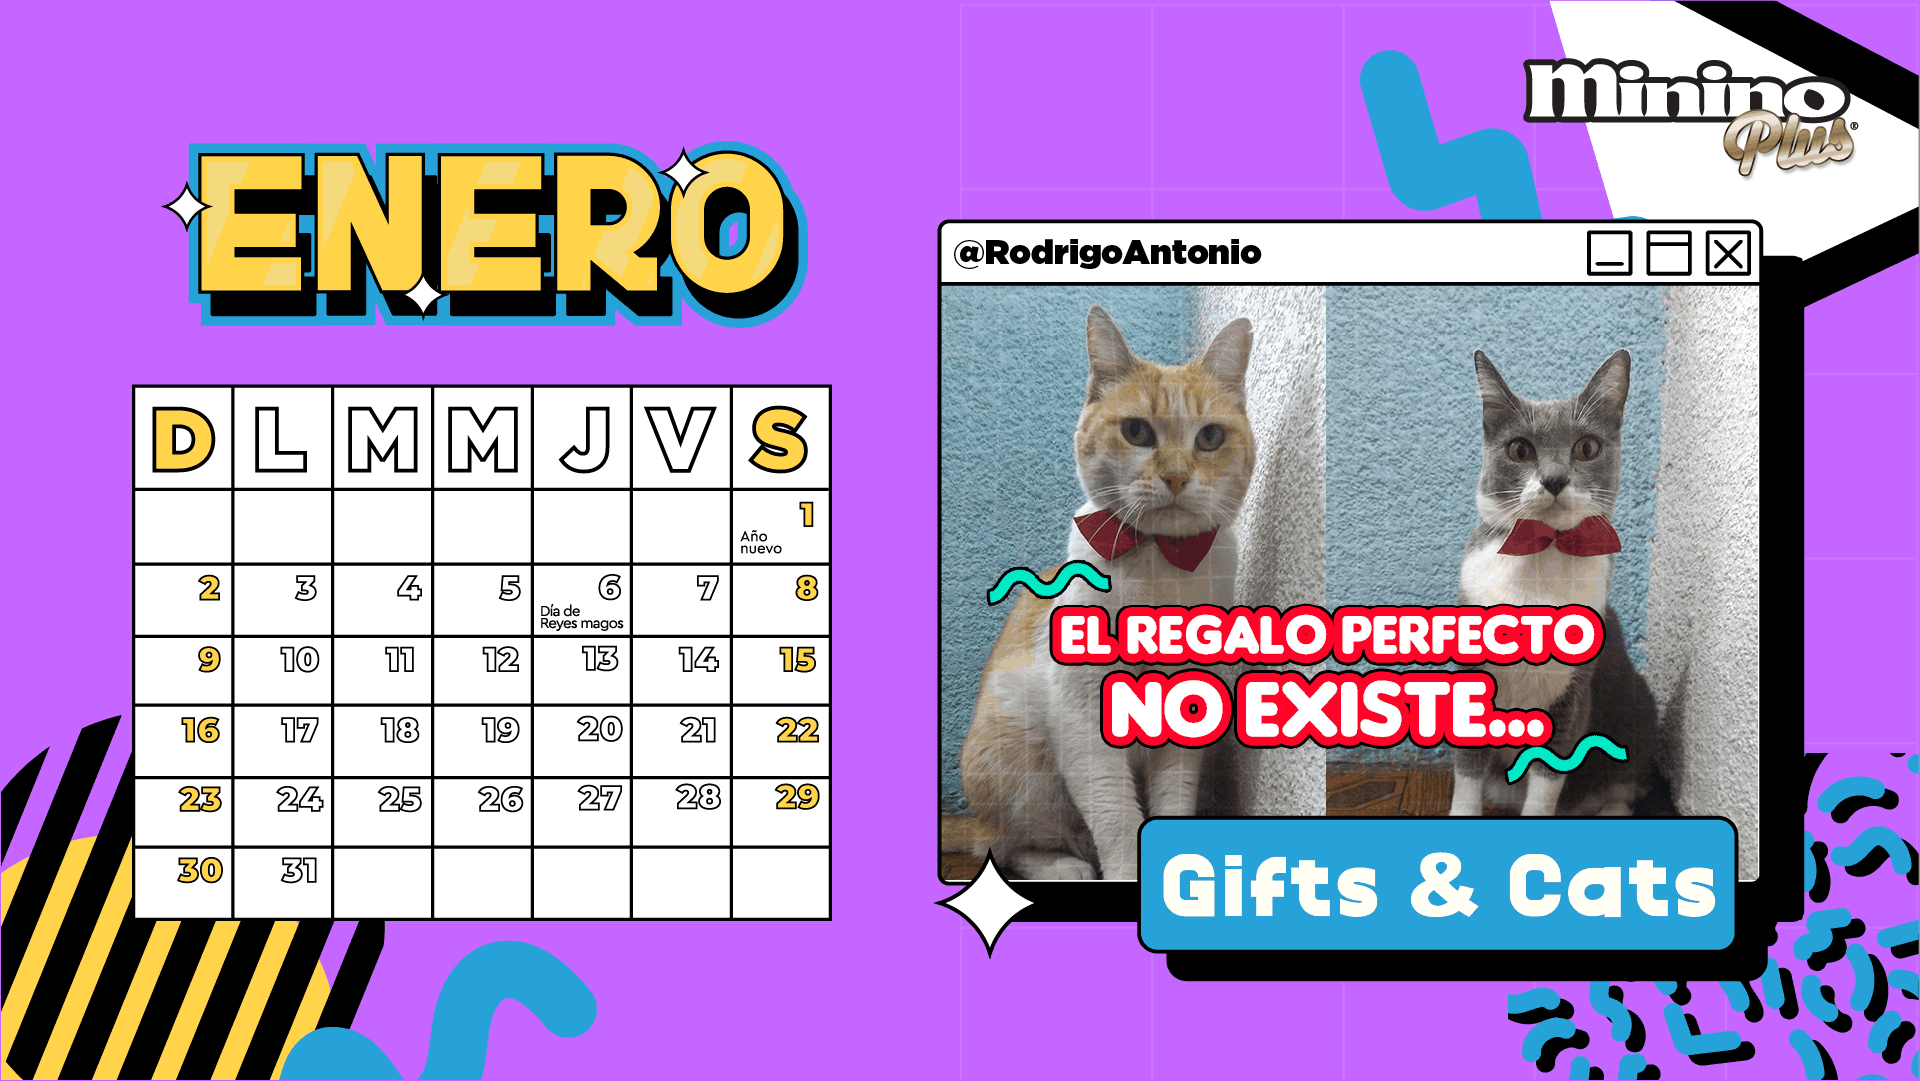 ENERO
D L M M J V S
1
Año
nuevo
2 3 4 5 6 7 8
Día de
Reyes magos
9 10 11 12 13 14 15
16 17 18 19 20 21 22
23 24 25 26 27 28 29
30 31
minino
Plus®
@RodrigoAntonio
EL REGALO PERFECTO
NO EXISTE...
Gifts & Cats